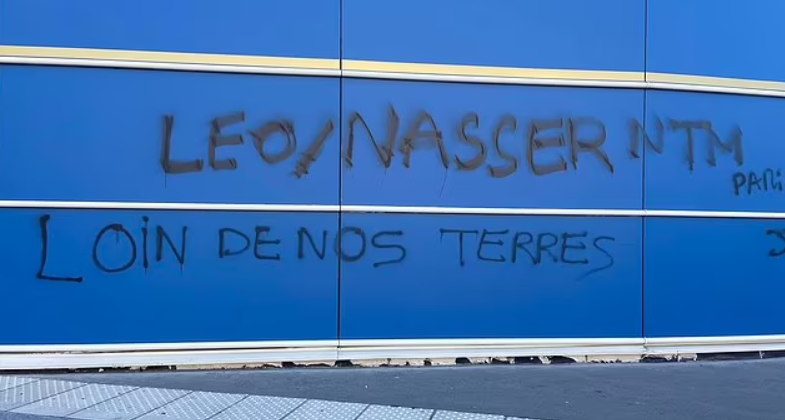 LEO/NASSER NTM
PARi
LOiN DE NOS TERRES